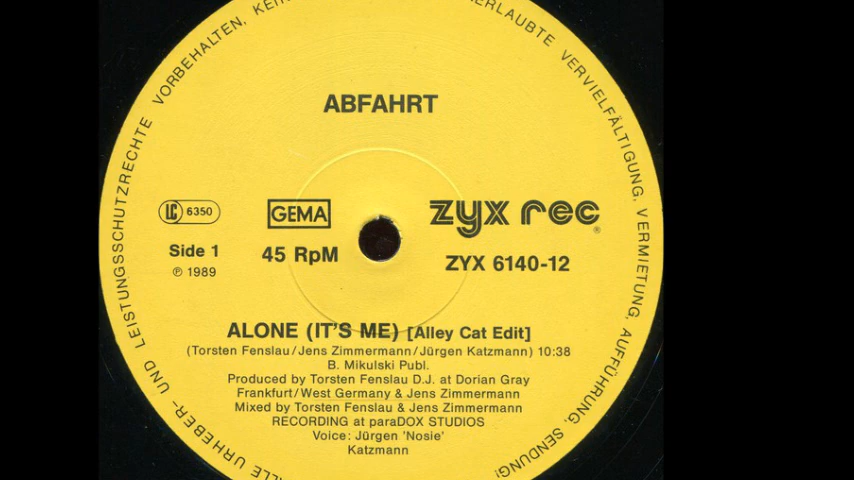 ALLE URHEBER- UND LEISTUNGSSCHUTZRECHTE VORBEHALTEN, ERLAUBTE VERVIELFÄLTIGUNG, VERMIETUNG, AUFFÜHRUNG, SENDUNG!
ABFAHRT
LC 6350
GEMA
zyx rec®
Side 1
45 RpM
ZYX 6140-12
℗ 1989
ALONE (IT'S ME) [Alley Cat Edit]
(Torsten Fenslau/Jens Zimmermann/Jürgen Katzmann) 10:38
B. Mikulski Publ.
Produced by Torsten Fenslau D.J. at Dorian Gray
Frankfurt/West Germany & Jens Zimmermann
Mixed by Torsten Fenslau & Jens Zimmermann
RECORDING at paraDOX STUDIOS
Voice: Jürgen 'Nosie'
Katzmann